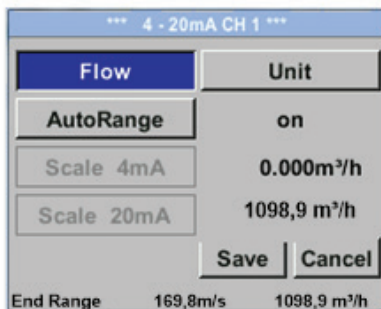 *** 4 - 20mA CH 1 ***
Flow Unit
AutoRange on
Scale 4mA 0.000m³/h
Scale 20mA 1098,9 m³/h
Save Cancel
End Range 169,8m/s 1098,9 m³/h